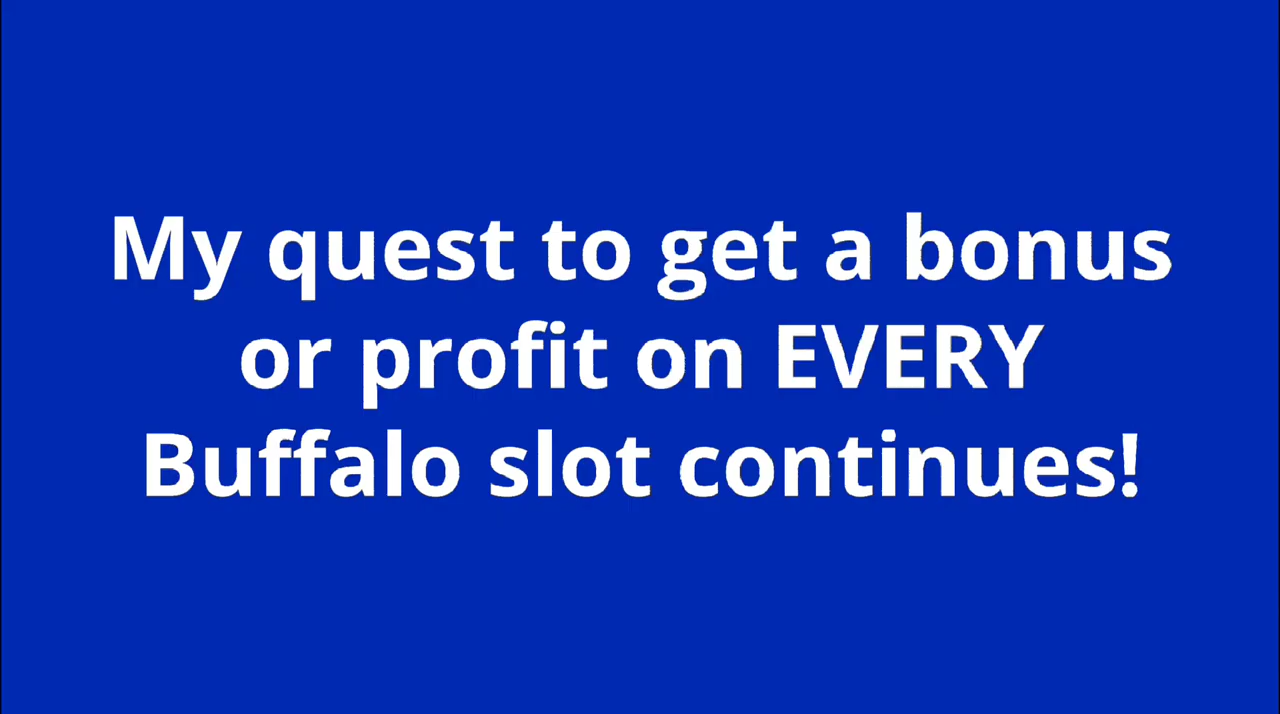 My quest to get a bonus
or profit on EVERY
Buffalo slot continues!